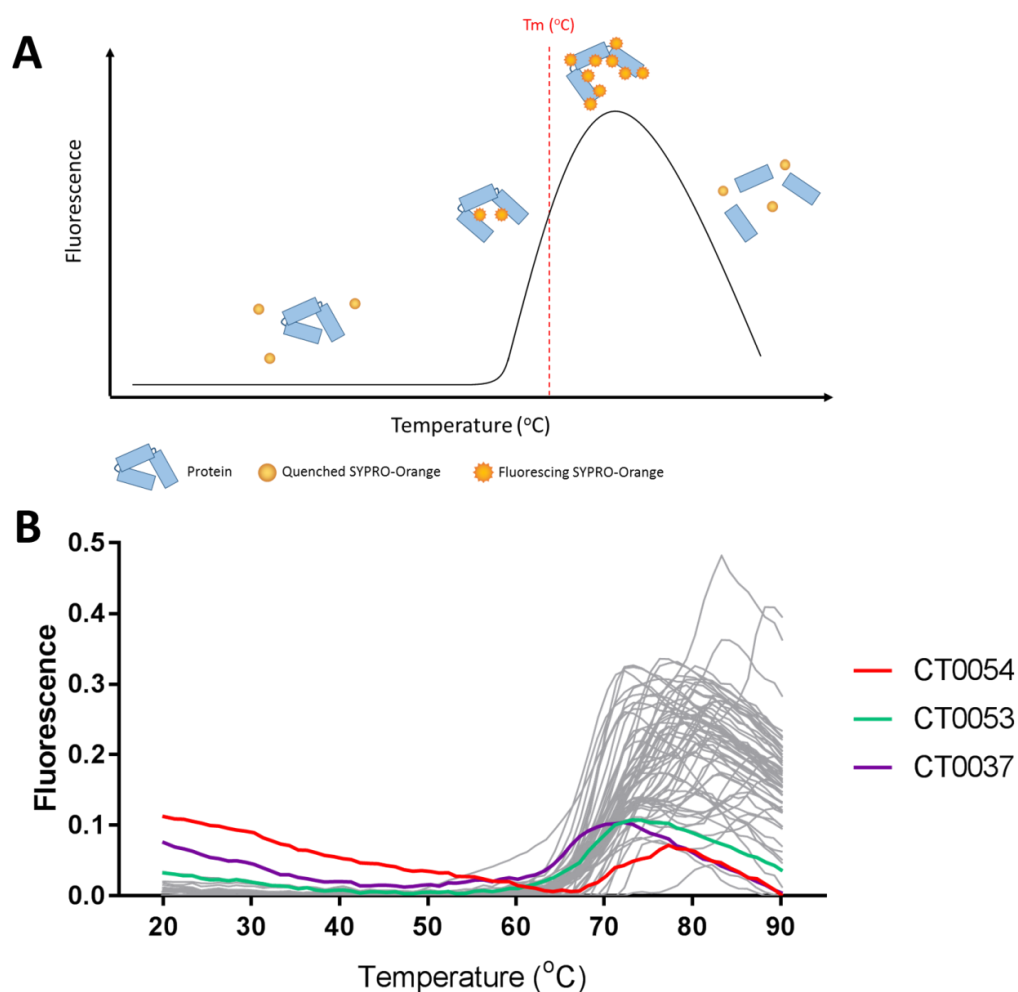 A
Tm (°C)
Fluorescence
Temperature (°C)
Protein
Quenched SYPRO-Orange
Fluorescing SYPRO-Orange
B
0.5
0.4
0.3
0.2
0.1
0.0
Fluorescence
20 30 40 50 60 70 80 90
Temperature (°C)
CT0054
CT0053
CT0037